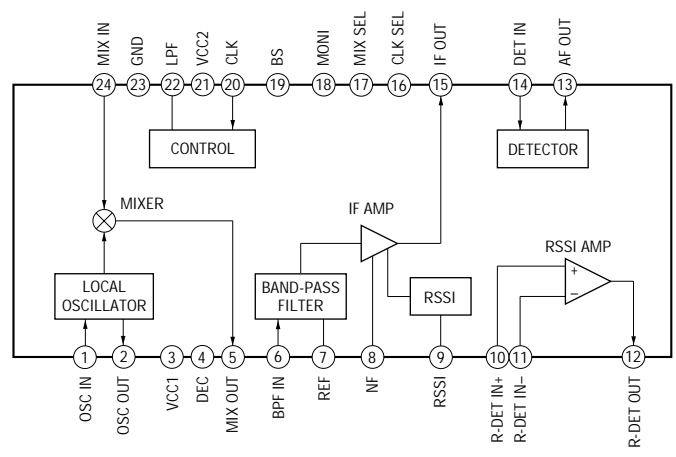 MIX IN
GND
LPF
VCC2
CLK
BS
MONI
MIX SEL
CLK SEL
IF OUT
DET IN
AF OUT
24
23
22
21
20
19
18
17
16
15
14
13
CONTROL
DETECTOR
MIXER
IF AMP
RSSI AMP
LOCAL
OSCILLATOR
BAND-PASS
FILTER
RSSI
+
−
1
2
3
4
5
6
7
8
9
10
11
12
OSC IN
OSC OUT
VCC1
DEC
MIX OUT
BPF IN
REF
NF
RSSI
R-DET IN+
R-DET IN−
R-DET OUT